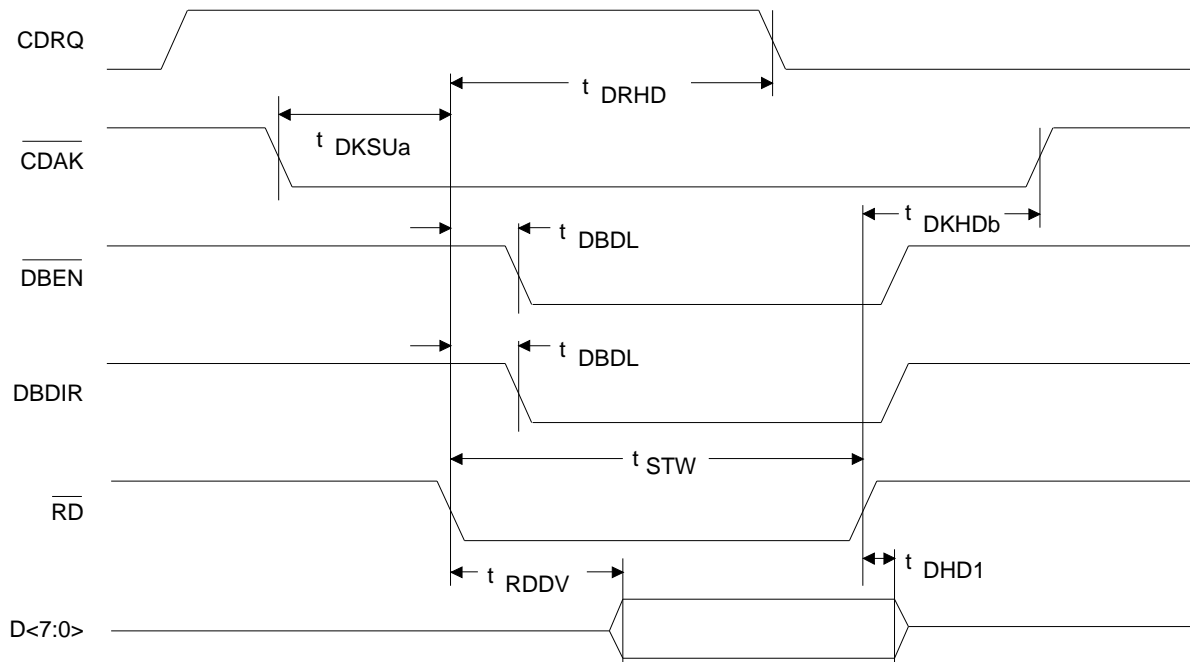 CDRQ
t DRHD
t DKSUa
CDAK
t DKHDb
t DBDL
DBEN
t DBDL
DBDIR
t STW
RD
t DHD1
t RDDV
D<7:0>